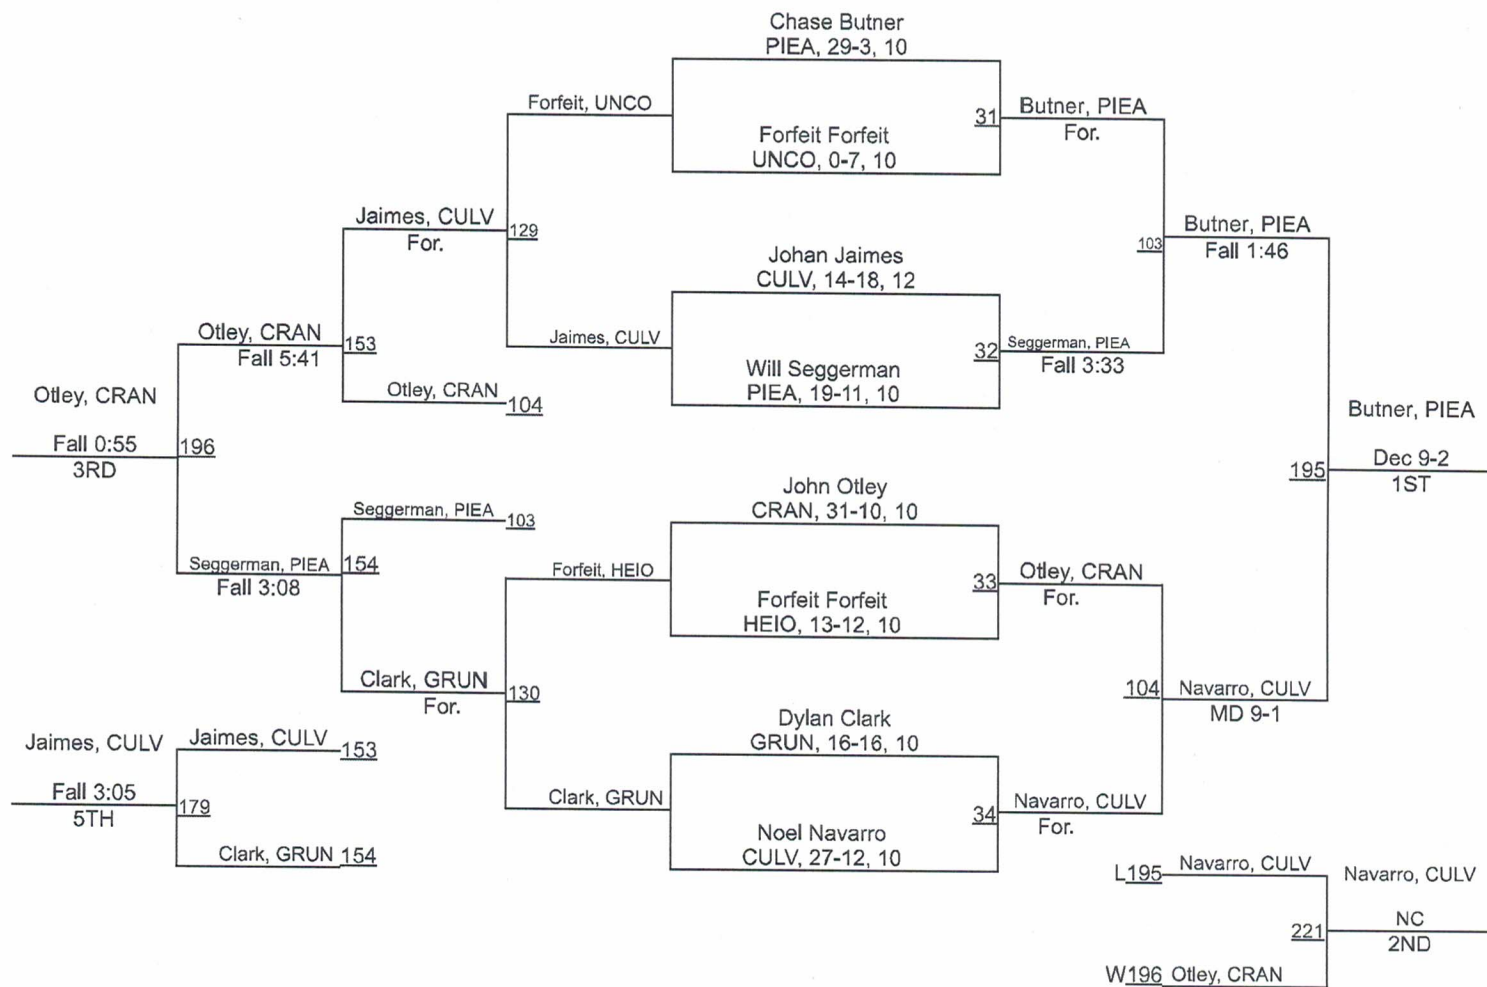 Chase Butner
PIEA, 29-3, 10
Forfeit, UNCO
31
Butner, PIEA
For.
Forfeit Forfeit
UNCO, 0-7, 10
Jaimes, CULV
For.
129
Butner, PIEA
Fall 1:46
103
Johan Jaimes
CULV, 14-18, 12
Otley, CRAN
Fall 5:41
153
Jaimes, CULV
32
Seggerman, PIEA
Fall 3:33
Will Seggerman
PIEA, 19-11, 10
Otley, CRAN
104
Otley, CRAN
Fall 0:55
3RD
196
Butner, PIEA
Dec 9-2
1ST
195
John Otley
CRAN, 31-10, 10
Seggerman, PIEA
103
Seggerman, PIEA
Fall 3:08
154
Forfeit, HEIO
33
Otley, CRAN
For.
Forfeit Forfeit
HEIO, 13-12, 10
Clark, GRUN
For.
130
104
Navarro, CULV
MD 9-1
Dylan Clark
GRUN, 16-16, 10
Jaimes, CULV
Fall 3:05
5TH
Jaimes, CULV
153
179
Clark, GRUN
154
Clark, GRUN
34
Navarro, CULV
For.
Noel Navarro
CULV, 27-12, 10
L195
Navarro, CULV
Navarro, CULV
NC
2ND
221
W196
Otley, CRAN